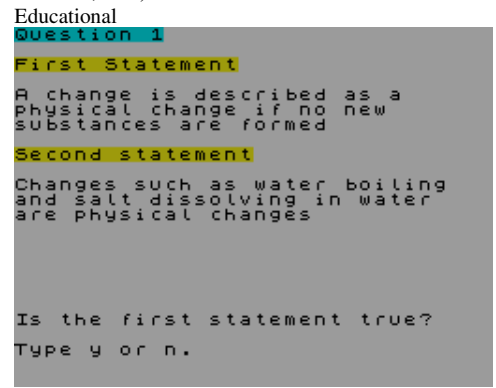 Educational
Question 1
First Statement
A change is described as a
physical change if no new
substances are formed
Second statement
Changes such as water boiling
and salt dissolving in water
are physical changes
Is the first statement true?
Type y or n.